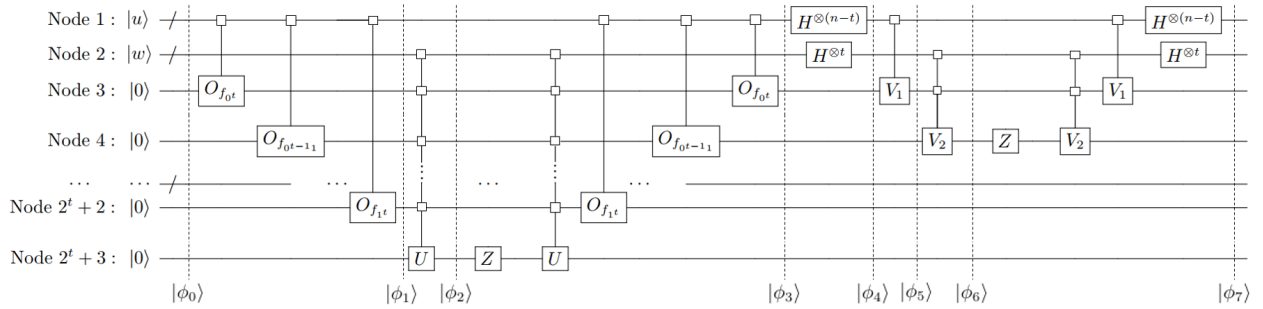 Node 1 : |u⟩ / H^{⊗(n−t)} H^{⊗(n−t)}
Node 2 : |w⟩ / H^{⊗t} H^{⊗t}
Node 3 : |0⟩ O_{f_{0^t}} O_{f_{0^t}} V_1 V_1
Node 4 : |0⟩ O_{f_{0^{t−1}1}} O_{f_{0^{t−1}1}} V_2 Z V_2
⋯ ⋯ / ⋯ ⋯ ⋯
Node 2^t + 2 : |0⟩ O_{f_{1^t}} O_{f_{1^t}}
Node 2^t + 3 : |0⟩ U Z U
|ϕ_0⟩ |ϕ_1⟩ |ϕ_2⟩ |ϕ_3⟩ |ϕ_4⟩ |ϕ_5⟩ |ϕ_6⟩ |ϕ_7⟩